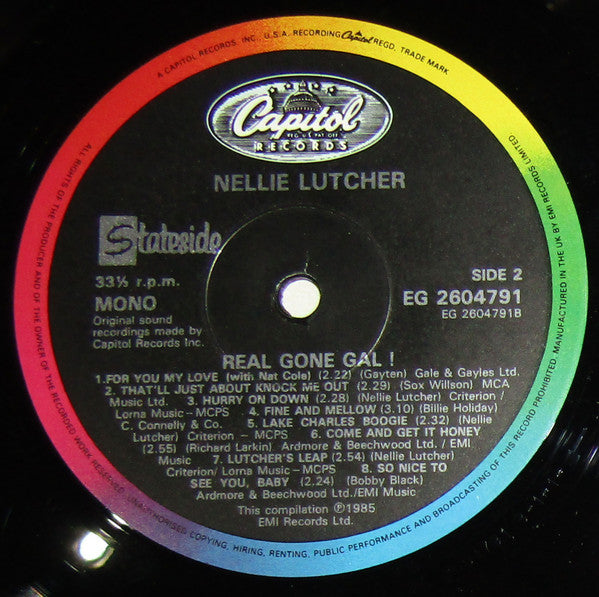 A CAPITOL RECORDS, INC., U.S.A. RECORDING Capitol REGD. TRADE MARK
Capitol
REG. U.S. PAT. OFF.
RECORDS
NELLIE LUTCHER
Stateside
33⅓ r.p.m.
MONO
Original sound
recordings made by
Capitol Records Inc.
SIDE 2
EG 2604791
EG 2604791B
REAL GONE GAL !
1.FOR YOU MY LOVE (with Nat Cole) (2.22) (Gayten) Gale & Gayles Ltd.
2. THAT'LL JUST ABOUT KNOCK ME OUT (2.29) (Sox Willson) MCA
Music Ltd. 3. HURRY ON DOWN (2.28) (Nellie Lutcher) Criterion /
Lorna Music – MCPS 4. FINE AND MELLOW (3.10) (Billie Holiday)
C. Connelly & Co. 5. LAKE CHARLES BOOGIE (2.32) (Nellie
Lutcher) Criterion – MCPS 6. COME AND GET IT HONEY
(2.55) (Richard Larkin) Ardmore & Beechwood Ltd. / EMI
Music 7. LUTCHER'S LEAP (2.54) (Nellie Lutcher)
Criterion/ Lorna Music – MCPS 8. SO NICE TO
SEE YOU, BABY (2.24) (Bobby Black)
Ardmore & Beechwood Ltd./EMI Music
This compilation ℗1985
EMI Records Ltd.
ALL RIGHTS OF THE PRODUCER AND OF THE OWNER OF THE RECORDED WORK RESERVED. UNAUTHORISED COPYING, HIRING, RENTING, PUBLIC PERFORMANCE AND BROADCASTING OF THIS RECORD PROHIBITED. MANUFACTURED IN THE UK BY EMI RECORDS LIMITED